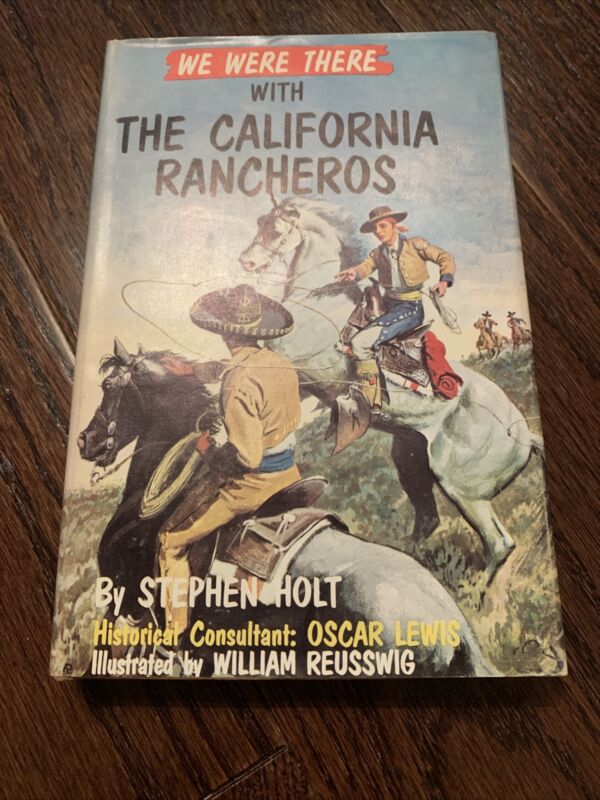 WE WERE THERE
WITH
THE CALIFORNIA
RANCHEROS
By STEPHEN HOLT
Historical Consultant: OSCAR LEWIS
Illustrated by WILLIAM REUSSWIG